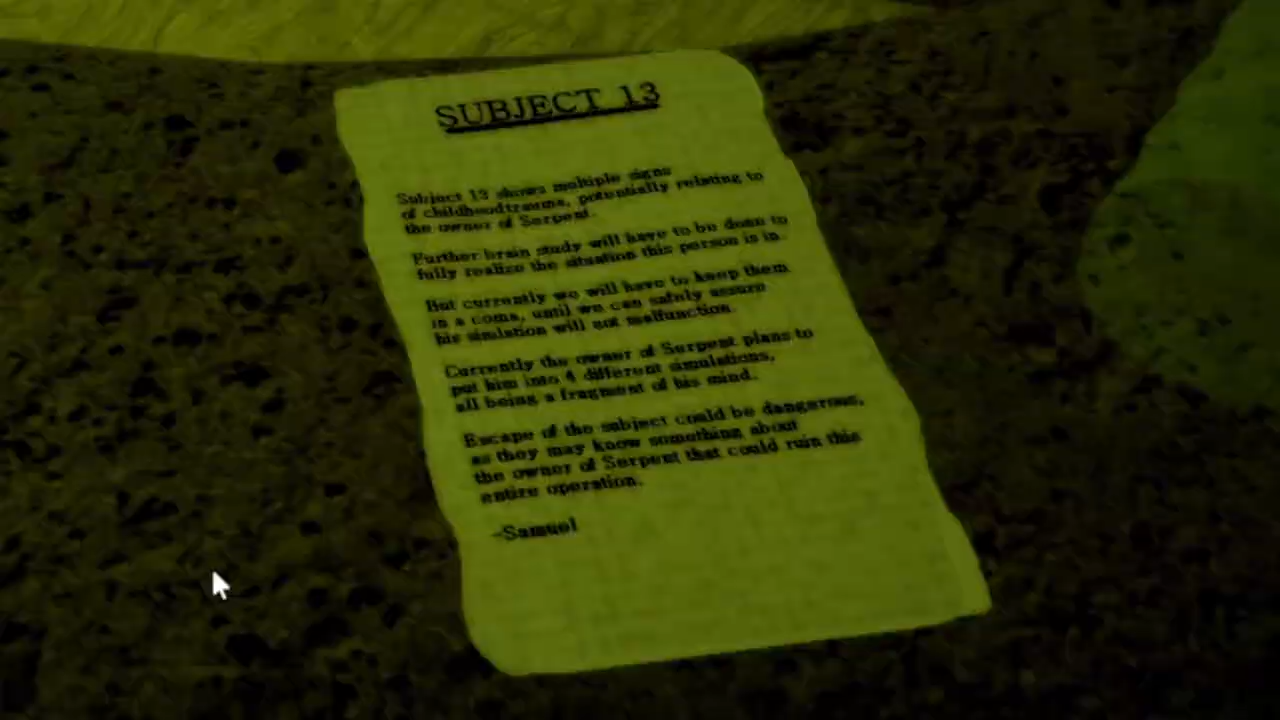 SUBJECT 13
Subject 13 shows multiple signs
of childhoodtrauma, potentially relating to
the owner of Serpent.
Further brain study will have to be doen to
fully realize the situation this person is in.
But currently we will have to keep them
in a coma, until we can safely assure
his simlation will not malfunction.
Currently the owner of Serpent plans to
put him into 4 different simulations,
all being a fragment of his mind.
Escape of the subject could be dangerous,
as they may know something about
the owner of Serpent that could ruin this
entire operation.
-Samuel